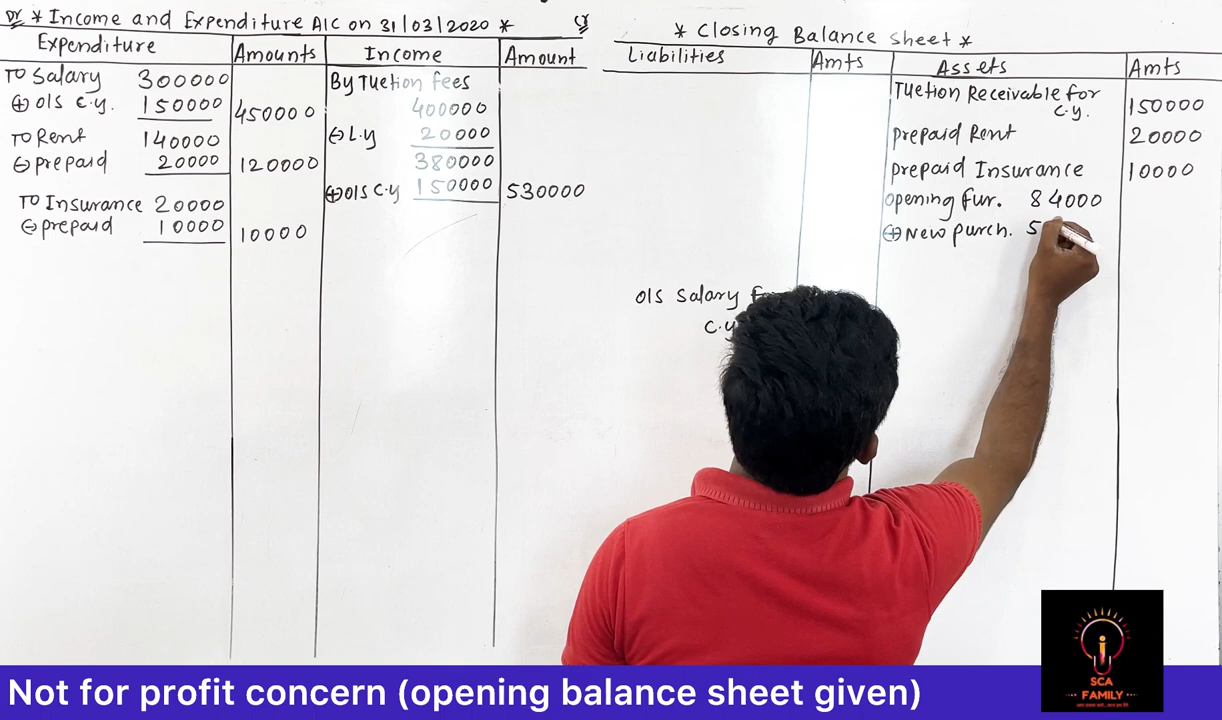 Dr * Income and Expenditure A|C on 31/03/2020 * Cr
Expenditure Amounts Income Amount
TO Salary 300000 By Tuetion fees
⊕ O|S C.Y. 150000 450000 400000
TO Rent 140000 ⊖ L.Y 20000
⊖ prepaid 20000 120000 380000
⊕ O|S C.Y 150000 530000
TO Insurance 20000
⊖ prepaid 10000 10000
* Closing Balance Sheet *
Liabilities Amts Assets Amts
Tuetion Receivable for
C.Y. 150000
prepaid Rent 20000
prepaid Insurance 10000
opening fur. 84000
⊕ New purch. 5
O|S Salary
C.Y
SCA
FAMILY
Not for profit concern (opening balance sheet given)